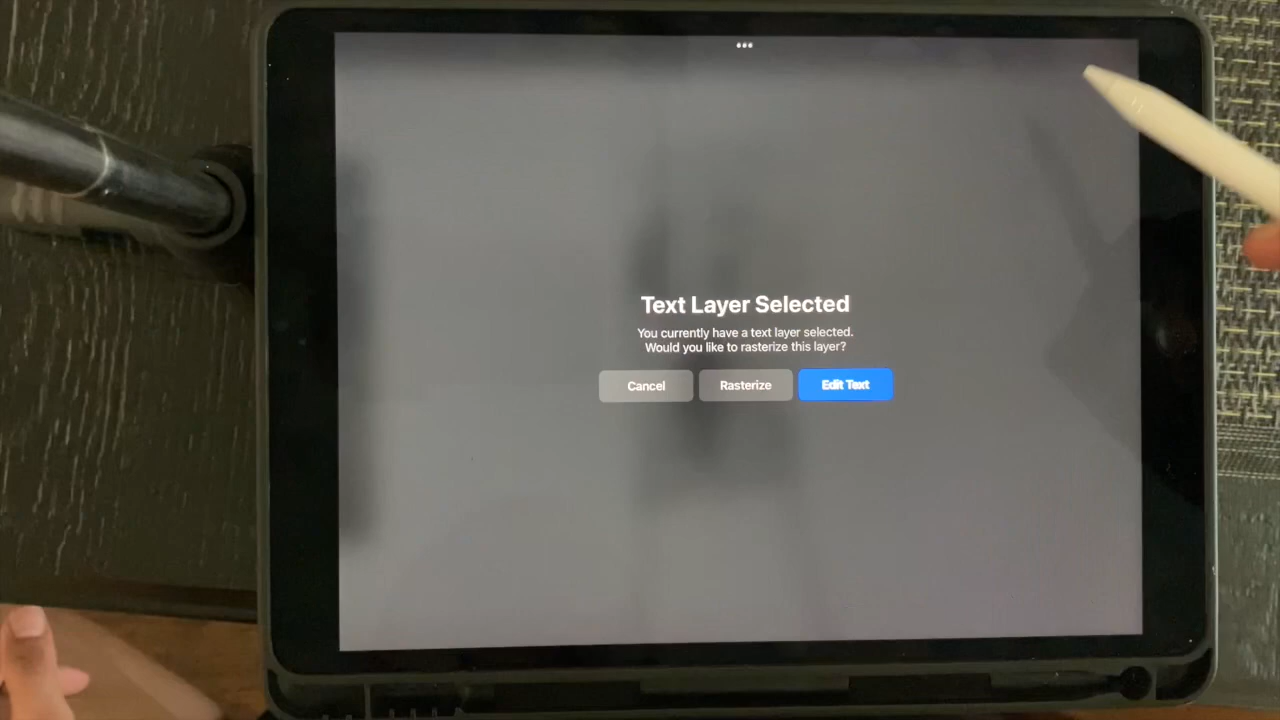 Text Layer Selected
You currently have a text layer selected.
Would you like to rasterize this layer?
Cancel Rasterize Edit Text